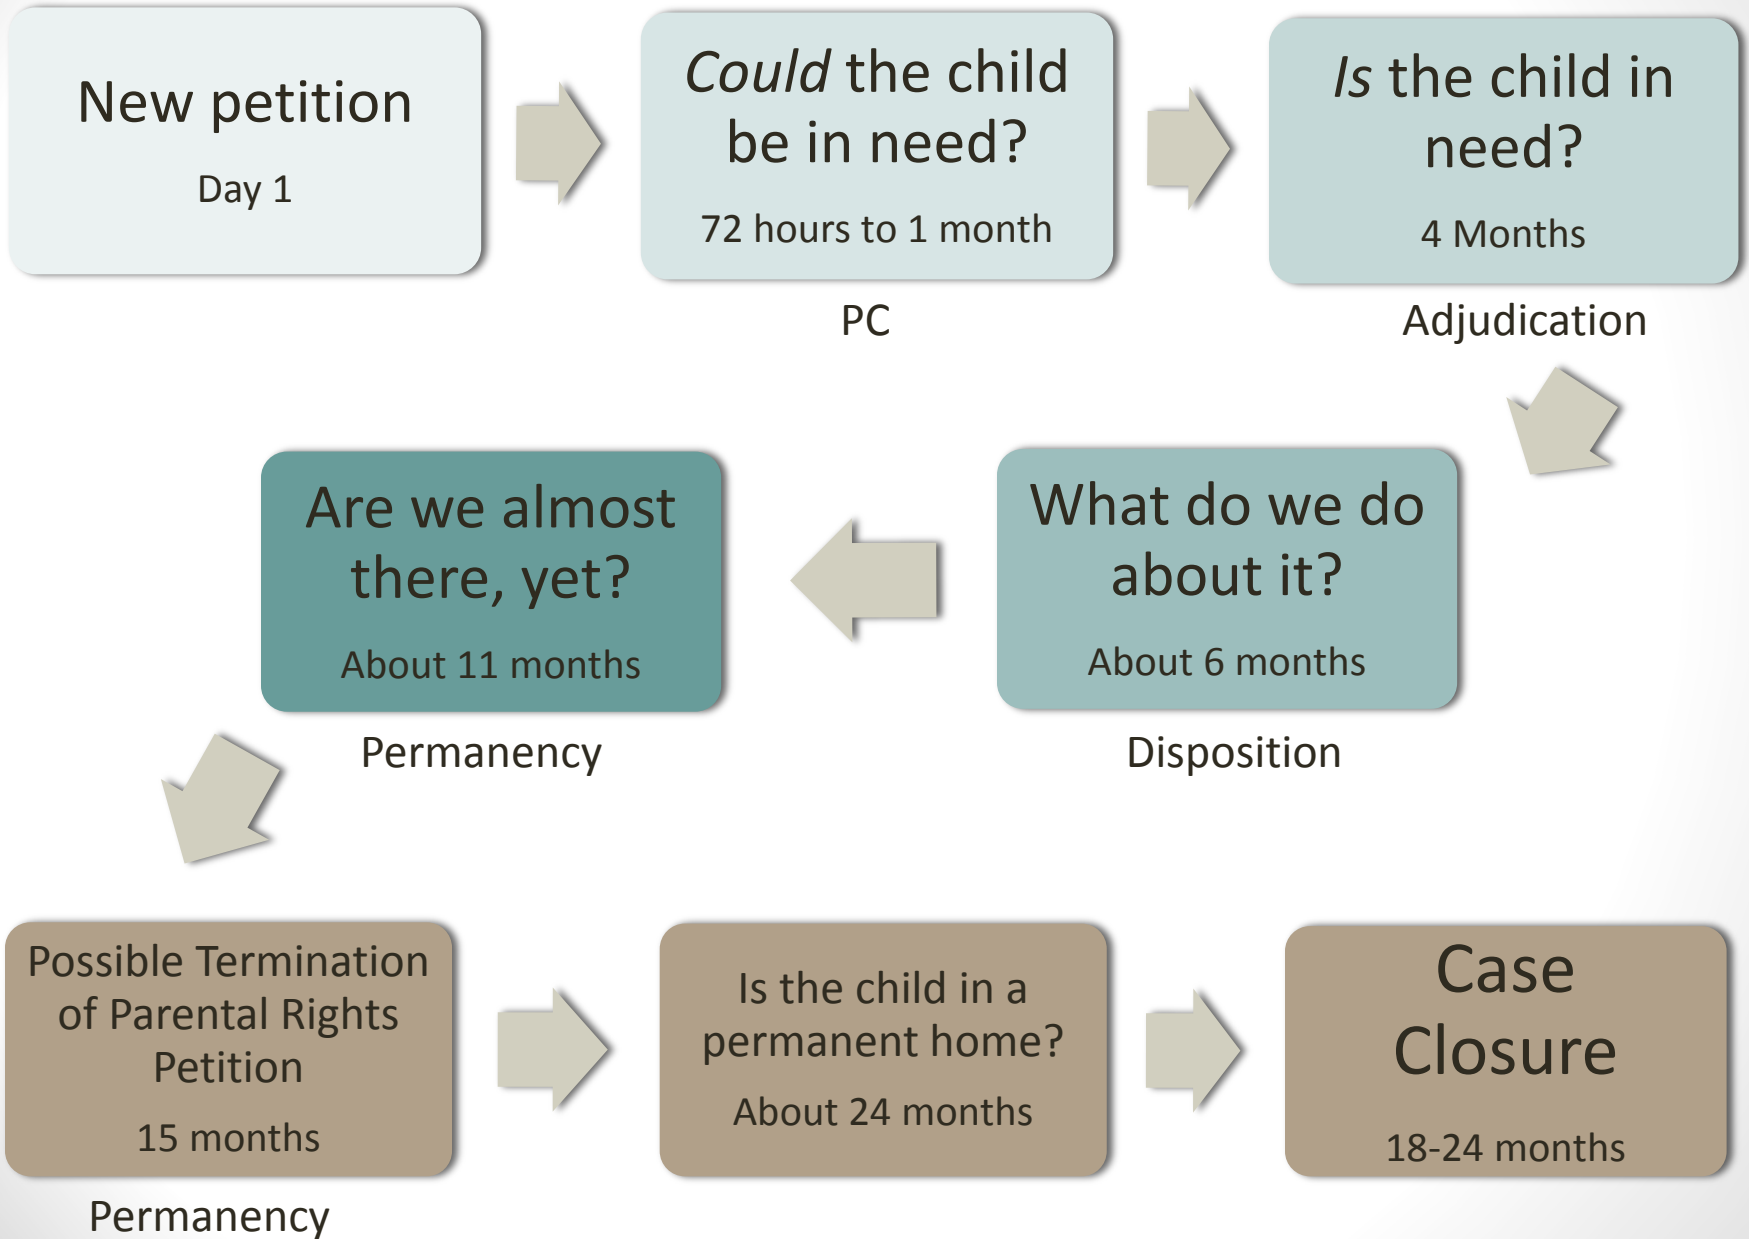 New petition
Day 1
Could the child
be in need?
72 hours to 1 month
PC
Is the child in
need?
4 Months
Adjudication
What do we do
about it?
About 6 months
Disposition
Are we almost
there, yet?
About 11 months
Permanency
Possible Termination
of Parental Rights
Petition
15 months
Permanency
Is the child in a
permanent home?
About 24 months
Case
Closure
18-24 months